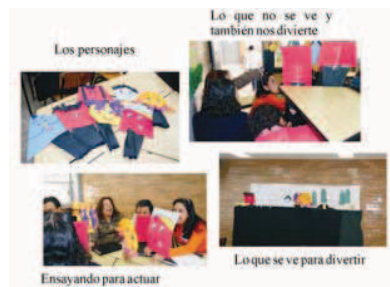 Los personajes
Lo que no se ve y
también nos divierte
Ensayando para actuar
Lo que se ve para divertir